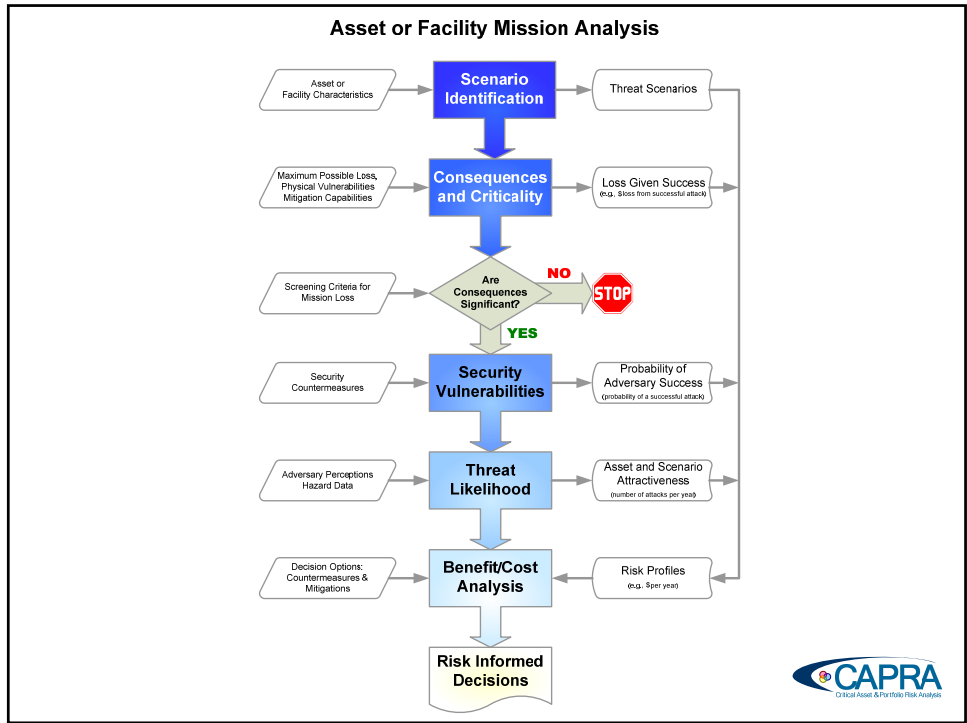 Asset or Facility Mission Analysis
Asset or
Facility Characteristics
Scenario
Identification
Threat Scenarios
Maximum Possible Loss,
Physical Vulnerabilities
Mitigation Capabilities
Consequences
and Criticality
Loss Given Success
(e.g., $loss from successful attack)
Screening Criteria for
Mission Loss
Are
Consequences
Significant?
NO
STOP
YES
Security
Countermeasures
Security
Vulnerabilities
Probability of
Adversary Success
(probability of a successful attack)
Adversary Perceptions
Hazard Data
Threat
Likelihood
Asset and Scenario
Attractiveness
(number of attacks per year)
Decision Options:
Countermeasures &
Mitigations
Benefit/Cost
Analysis
Risk Profiles
(e.g., $per year)
Risk Informed
Decisions
CAPRA
Critical Asset & Portfolio Risk Analysis